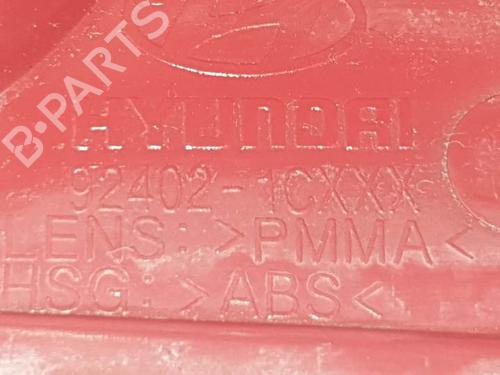 B-PARTS
HYUNDAI
92402-1CXXX
LENS: >PMMA<
HSG: >ABS<